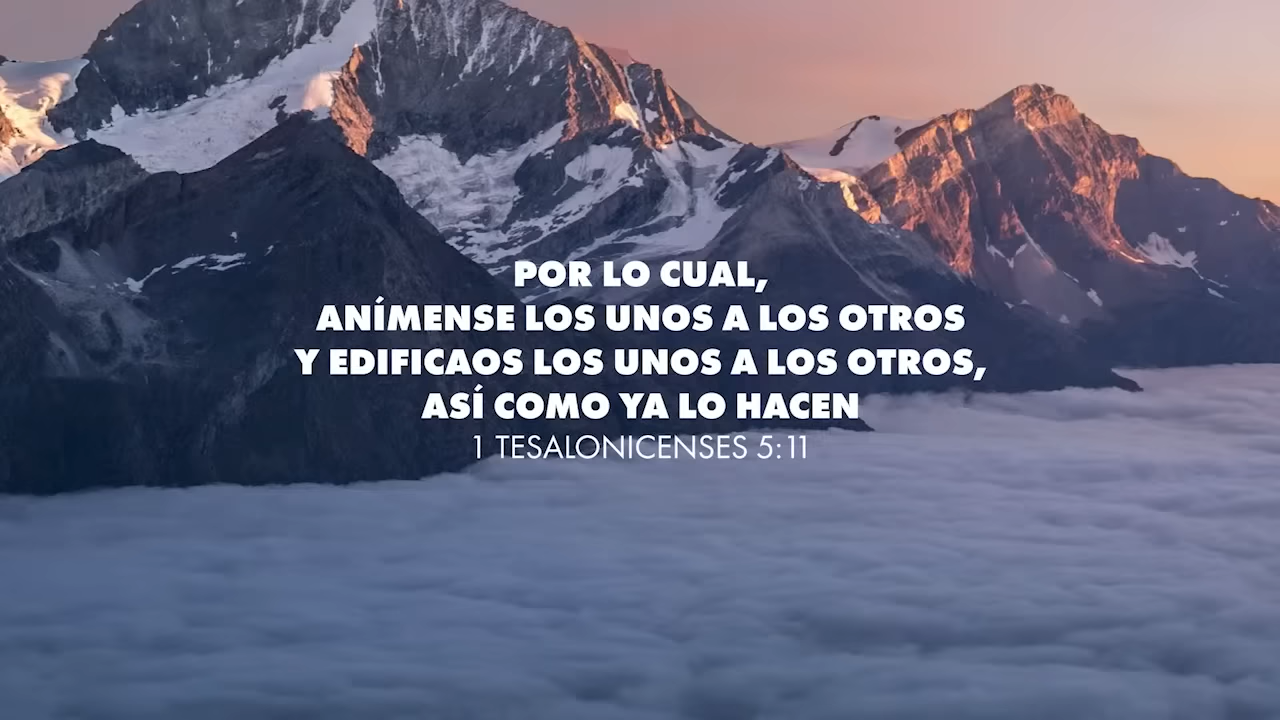 POR LO CUAL,
ANÍMENSE LOS UNOS A LOS OTROS
Y EDIFICAOS LOS UNOS A LOS OTROS,
ASÍ COMO YA LO HACEN
1 TESALONICENSES 5:11